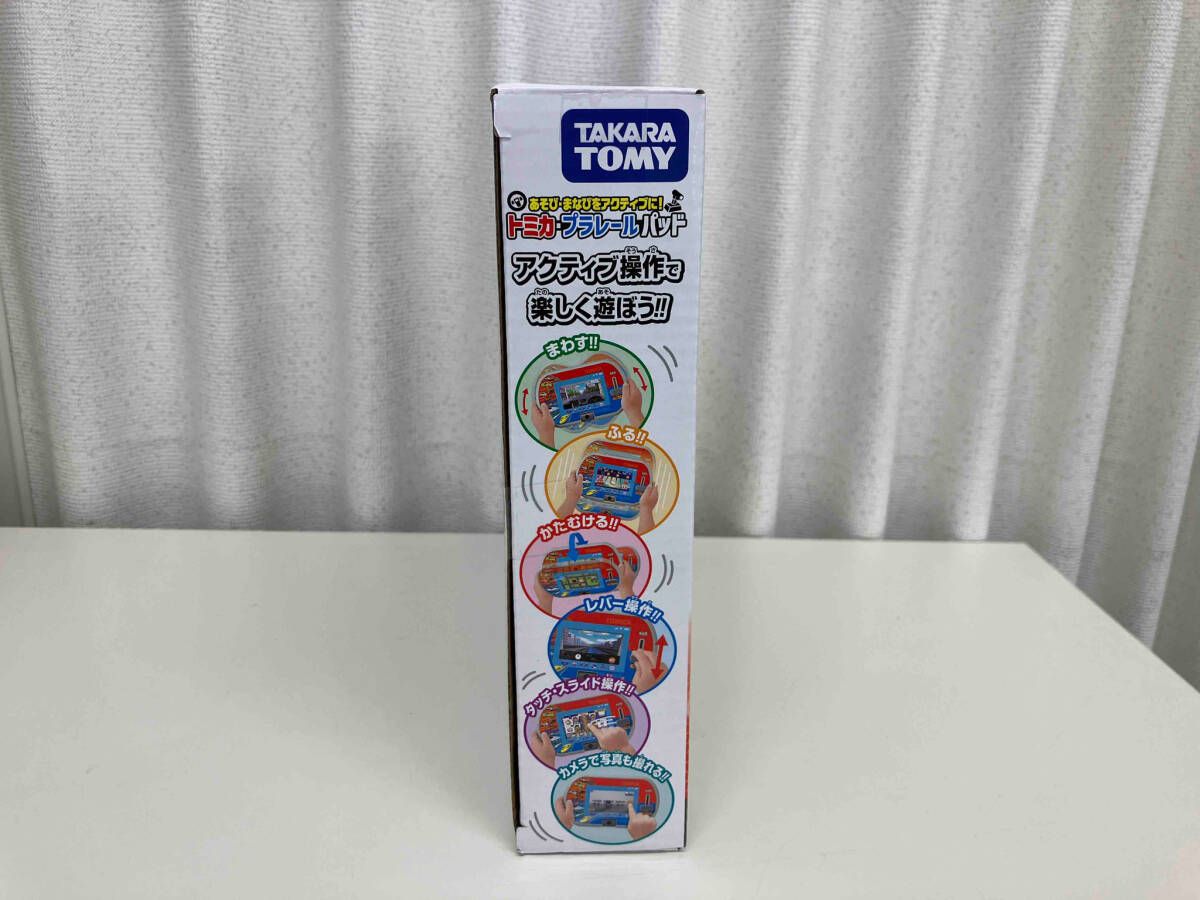 TAKARA
TOMY
あそび・まなびをアクティブに!
トミカ・プラレールパッド
アクティブ操作で
楽しく遊ぼう!!
まわす!!
ふる!!
かたむける!!
レバー操作!!
タッチ・スライド操作!!
カメラで写真も撮れる!!